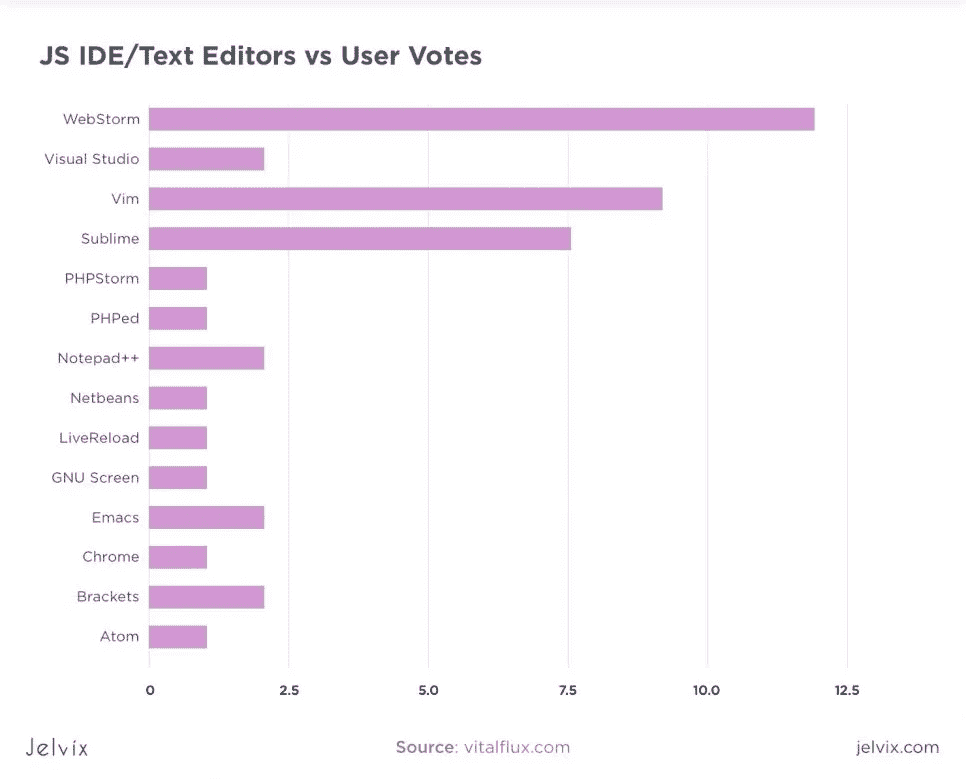 JS IDE/Text Editors vs User Votes
WebStorm
Visual Studio
Vim
Sublime
PHPStorm
PHPed
Notepad++
Netbeans
LiveReload
GNU Screen
Emacs
Chrome
Brackets
Atom
0 2.5 5.0 7.5 10.0 12.5
Jelvix Source: vitalflux.com jelvix.com